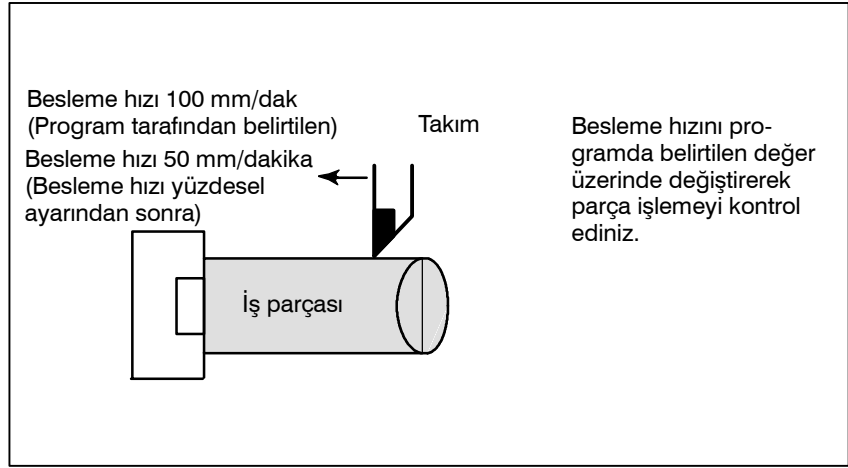 Besleme hızı 100 mm/dak
(Program tarafından belirtilen)
Besleme hızı 50 mm/dakika
(Besleme hızı yüzdesel
ayarından sonra)
Takım
Besleme hızını pro-
gramda belirtilen değer
üzerinde değiştirerek
parça işlemeyi kontrol
ediniz.
İş parçası